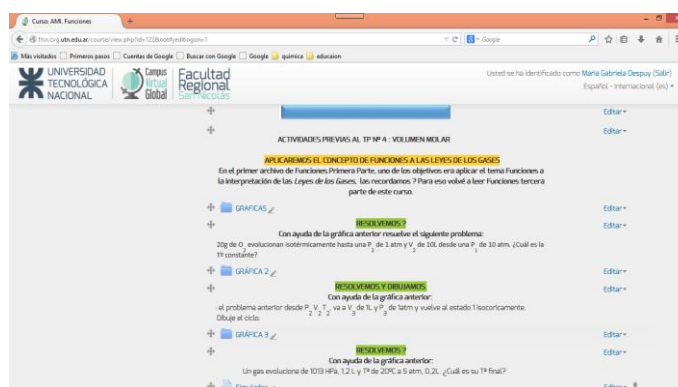 Curso: AMI. Funciones
frsn.cvg.utn.edu.ar/course/view.php?id=122&notifyeditingon=1
Google
Más visitados Primeros pasos Cuentas de Google Buscar con Google Google quimica educaion
UNIVERSIDAD TECNOLÓGICA NACIONAL
Campus Virtual Global
Facultad Regional San Nicolás
Usted se ha identificado como María Gabriela Despuy (Salir)
Español - Internacional (es)
Editar
Editar
ACTIVIDADES PREVIAS AL TP Nº 4 : VOLUMEN MOLAR
APLICAREMOS EL CONCEPTO DE FUNCIONES A LAS LEYES DE LOS GASES
En el primer archivo de Funciones.Primera Parte, uno de los objetivos era aplicar el tema Funciones a
la interpretación de las Leyes de los Gases, las recordamos ? Para eso volvé a leer Funciones tercera
parte de este curso.
GRAFICAS Editar
RESOLVEMOS ? Editar
Con ayuda de la gráfica anterior resuelve el siguiente problema:
20g de O2 evolucionan isotérmicamente hasta una P3 de 1 atm y V2 de 10L desde una P1 de 10 atm. ¿Cuál es la
Tª constante?
GRÁFICA 2 Editar
RESOLVEMOS Y DIBUJAMOS. Editar
Con ayuda de la gráfica anterior:
el problema anterior desde P2 V2 T2 va a V3 de 1L y P3 de 1atm y vuelve al estado 1 isocoricamente.
Dibuje el ciclo.
GRÁFICA 3 Editar
RESOLVEMOS ? Editar
Con ayuda de la gráfica anterior:
Un gas evoluciona de 1013 HPa, 1,2 L y Tª de 20ºC a 5 atm, 0,2L. ¿Cuál es su Tª final?